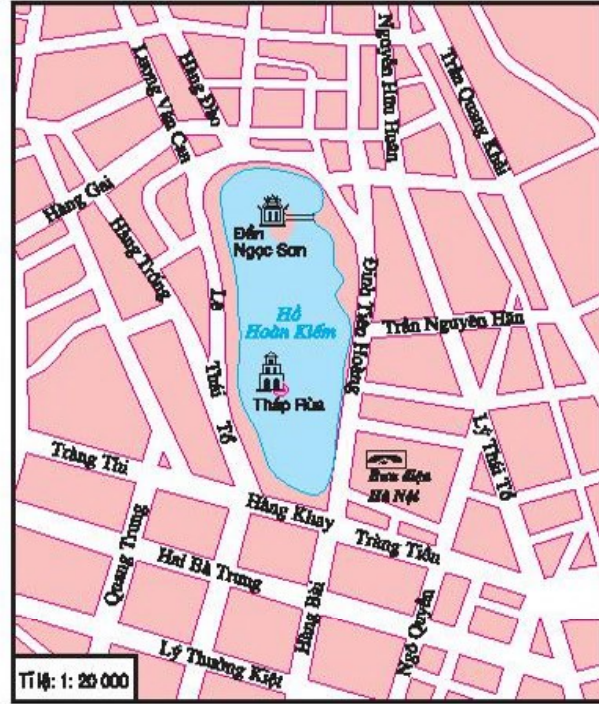 Lương Văn Can
Hàng Đào
Nguyễn Hữu Huân
Trần Quang Khải
Hàng Gai
Hàng Trống
Đền
Ngọc Sơn
Lê Thái Tổ
Hồ
Hoàn Kiếm
Đinh Tiên Hoàng
Trần Nguyên Hãn
Tháp Rùa
Lý Thái Tổ
Bưu điện
Hà Nội
Tràng Thi
Hàng Khay
Tràng Tiền
Quang Trung
Hai Bà Trưng
Hàng Bài
Ngô Quyền
Lý Thường Kiệt
Tỉ lệ: 1: 20 000